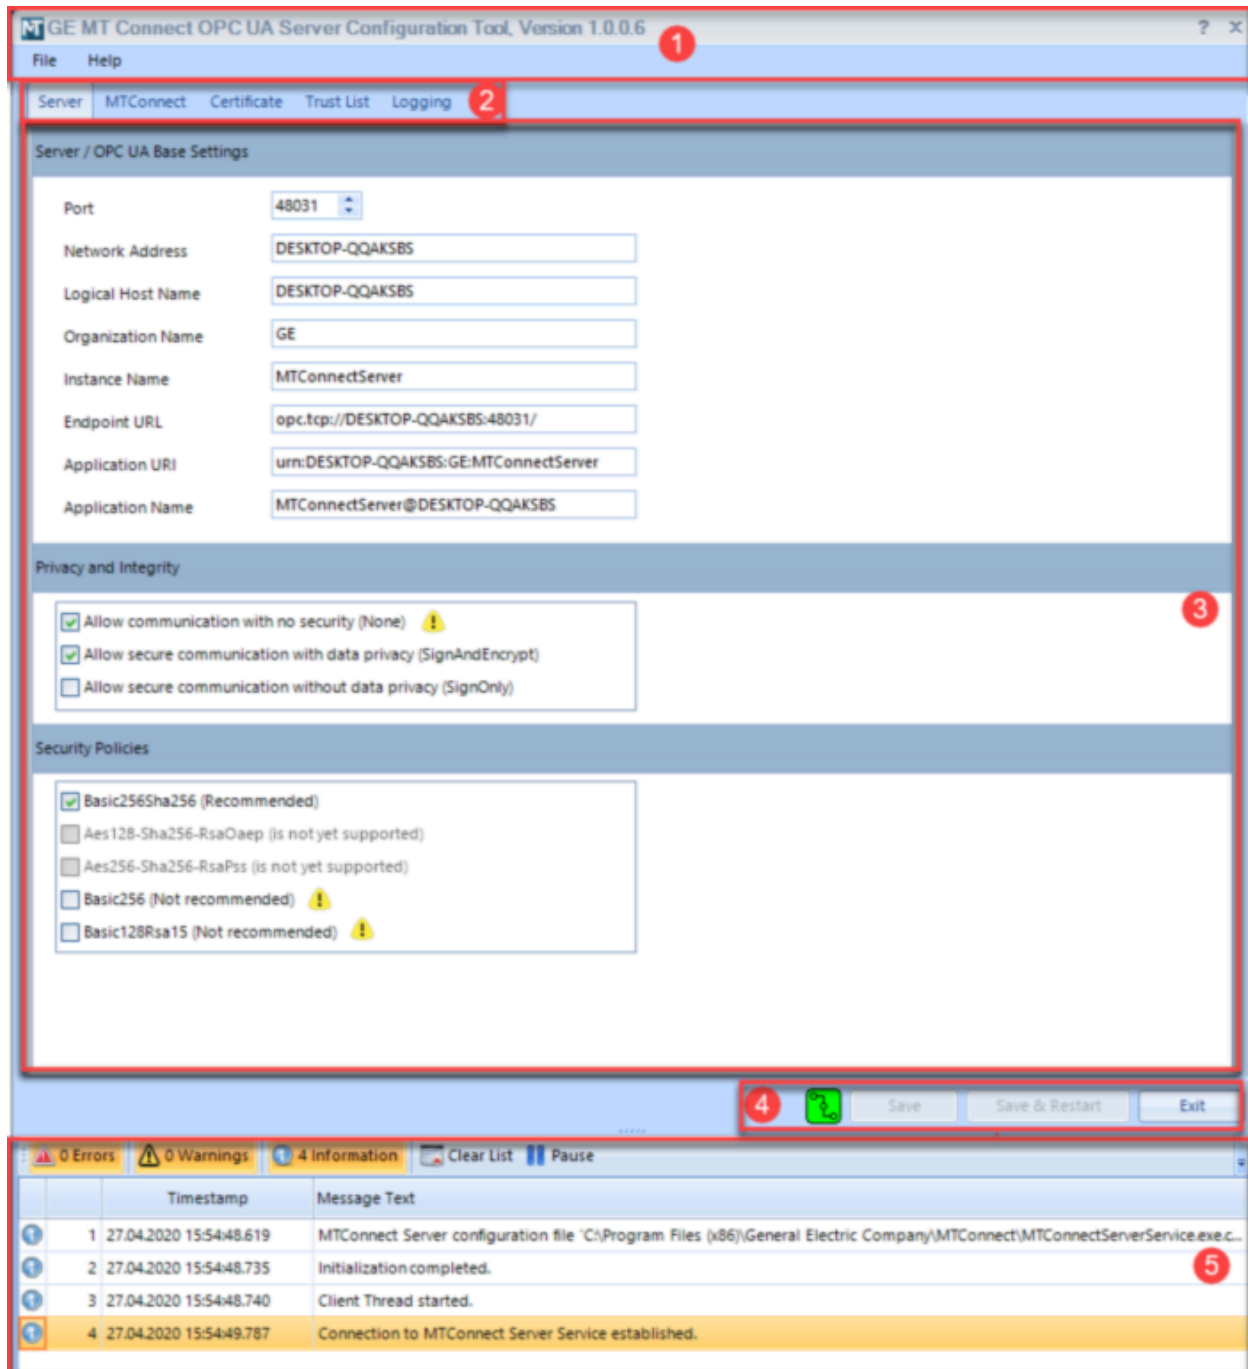 MT GE MT Connect OPC UA Server Configuration Tool, Version 1.0.0.6 ? X
1
File Help
Server MTConnect Certificate Trust List Logging 2
Server / OPC UA Base Settings
Port 48031
Network Address DESKTOP-QQAKSBS
Logical Host Name DESKTOP-QQAKSBS
Organization Name GE
Instance Name MTConnectServer
Endpoint URL opc.tcp://DESKTOP-QQAKSBS:48031/
Application URI urn:DESKTOP-QQAKSBS:GE:MTConnectServer
Application Name MTConnectServer@DESKTOP-QQAKSBS
Privacy and Integrity
3
Allow communication with no security (None)
Allow secure communication with data privacy (SignAndEncrypt)
Allow secure communication without data privacy (SignOnly)
Security Policies
Basic256Sha256 (Recommended)
Aes128-Sha256-RsaOaep (is not yet supported)
Aes256-Sha256-RsaPss (is not yet supported)
Basic256 (Not recommended)
Basic128Rsa15 (Not recommended)
4 Save Save & Restart Exit
0 Errors 0 Warnings 4 Information Clear List Pause
Timestamp Message Text
1 27.04.2020 15:54:48.619 MTConnect Server configuration file 'C:\Program Files (x86)\General Electric Company\MTConnect\MTConnectServerService.exe.c...
2 27.04.2020 15:54:48.735 Initialization completed. 5
3 27.04.2020 15:54:48.740 Client Thread started.
4 27.04.2020 15:54:49.787 Connection to MTConnect Server Service established.